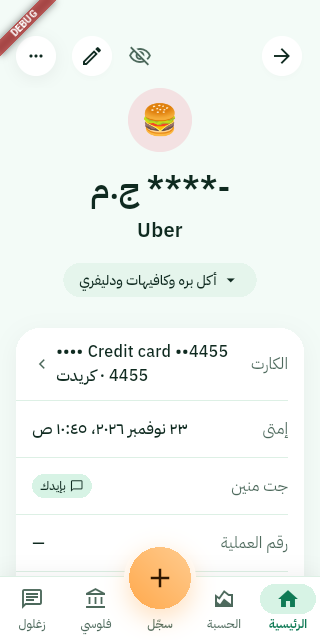 DEBUG
-**** ج.م
Uber
أكل بره وكافيهات ودليفري
الكارت
•••• Credit card ••4455
كريدت · 4455
إمتى
٢٣ نوفمبر ٢٠٢٦، ١٠:٤٥ ص
جت منين
بإيدك
رقم العملية
—
الرئيسية
الحسبة
سجّل
فلوسي
زغلول